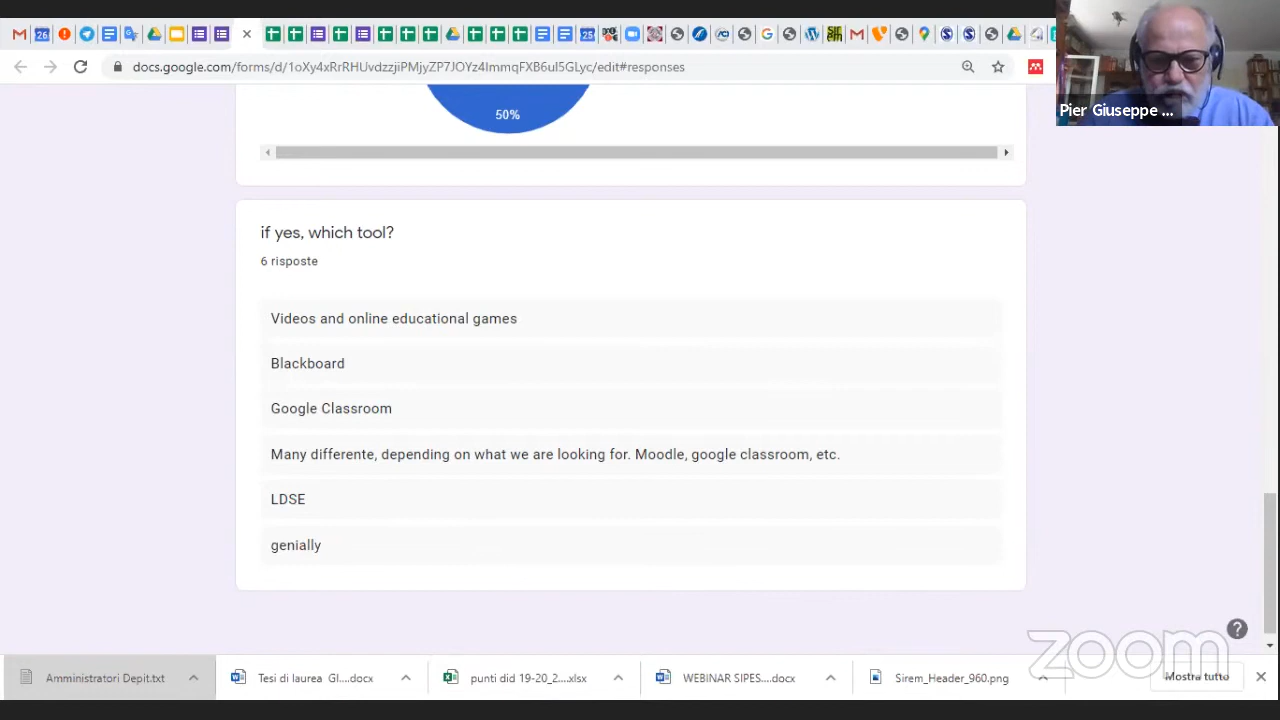 26
25
docs.google.com/forms/d/1oXy4xRrRHUvdzzjiPMjyZP7JOYz4lmmqFXB6ul5GLyc/edit#responses
Pier Giuseppe ...
50%
if yes, which tool?
6 risposte
Videos and online educational games
Blackboard
Google Classroom
Many differente, depending on what we are looking for. Moodle, google classroom, etc.
LDSE
genially
zoom
Amministratori Depit.txt
Tesi di laurea GI....docx
punti did 19-20_2....xlsx
WEBINAR SIPES....docx
Sirem_Header_960.png
Mostra tutto